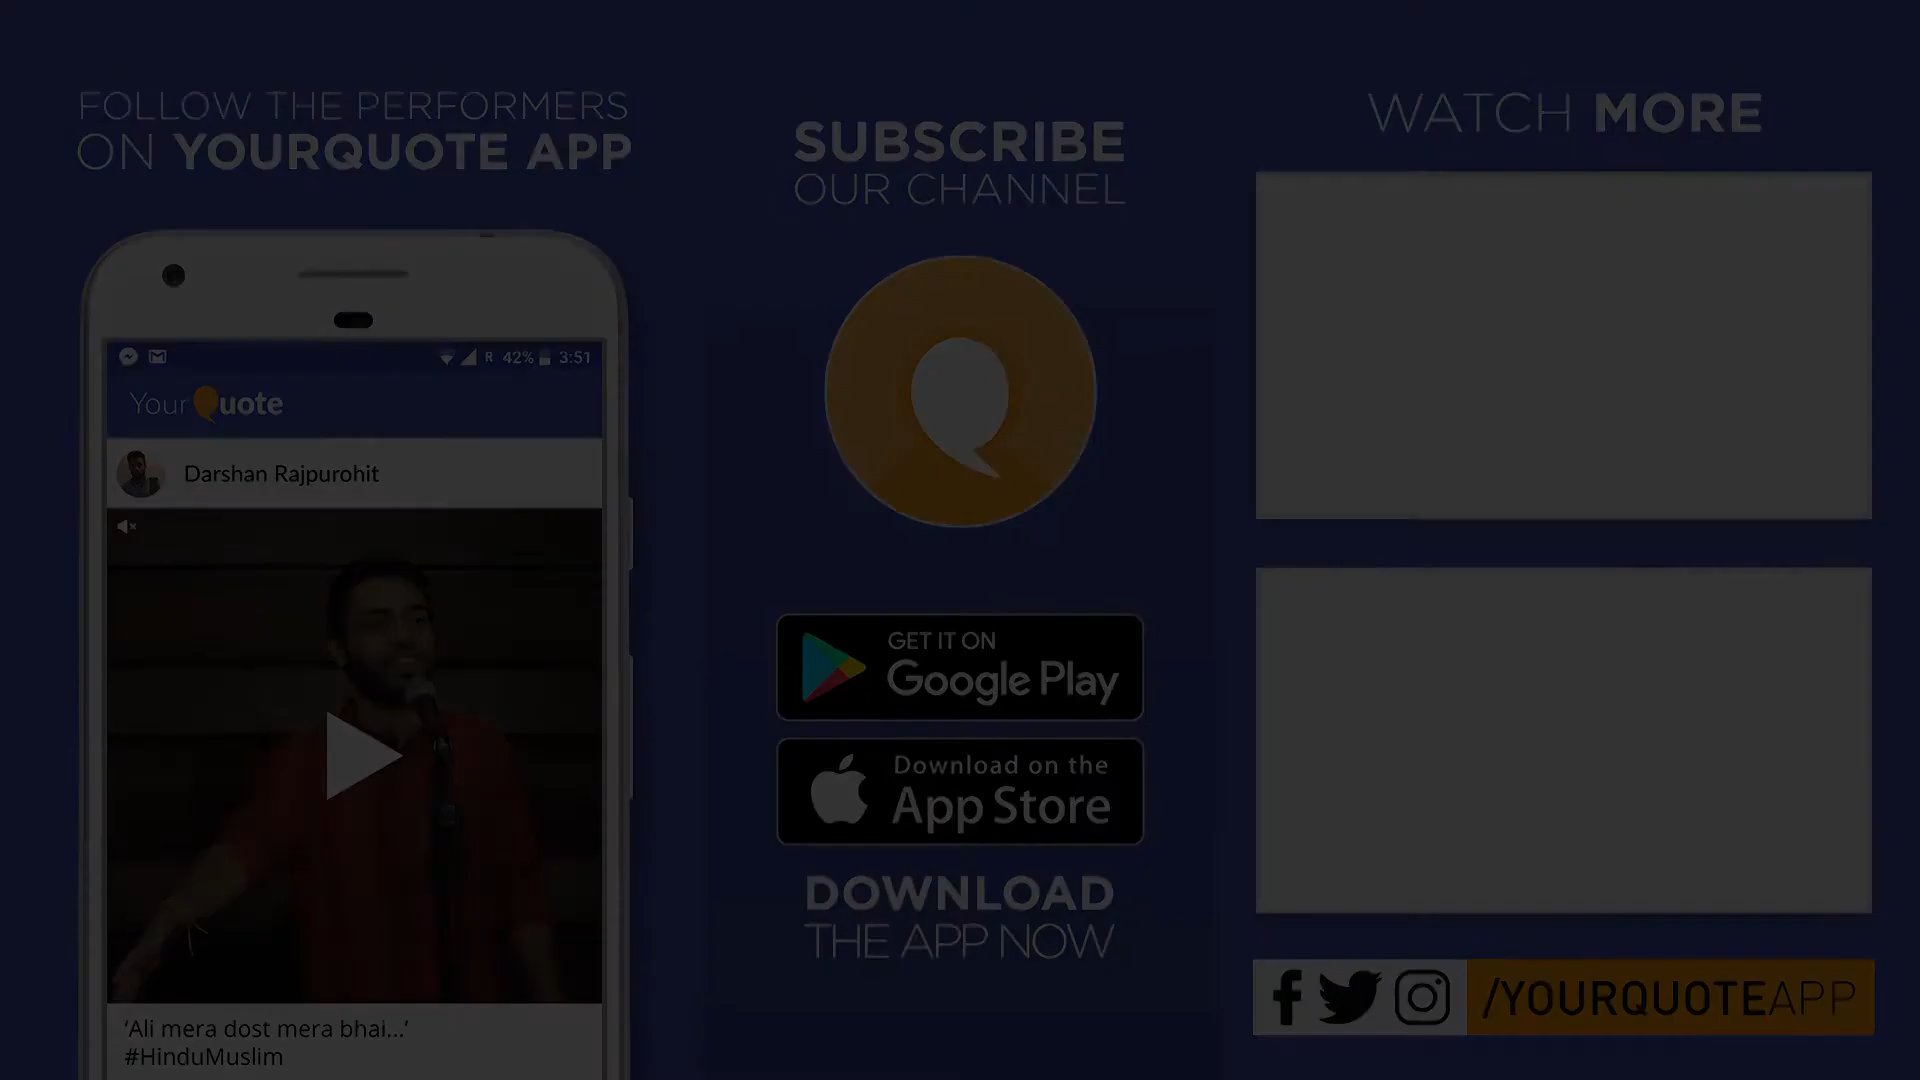 FOLLOW THE PERFORMERS
ON YOURQUOTE APP
R 42% 3:51
YourQuote
Darshan Rajpurohit
‘Ali mera dost mera bhai...’
#HinduMuslim
SUBSCRIBE
OUR CHANNEL
GET IT ON
Google Play
Download on the
App Store
DOWNLOAD
THE APP NOW
WATCH MORE
/YOURQUOTEAPP